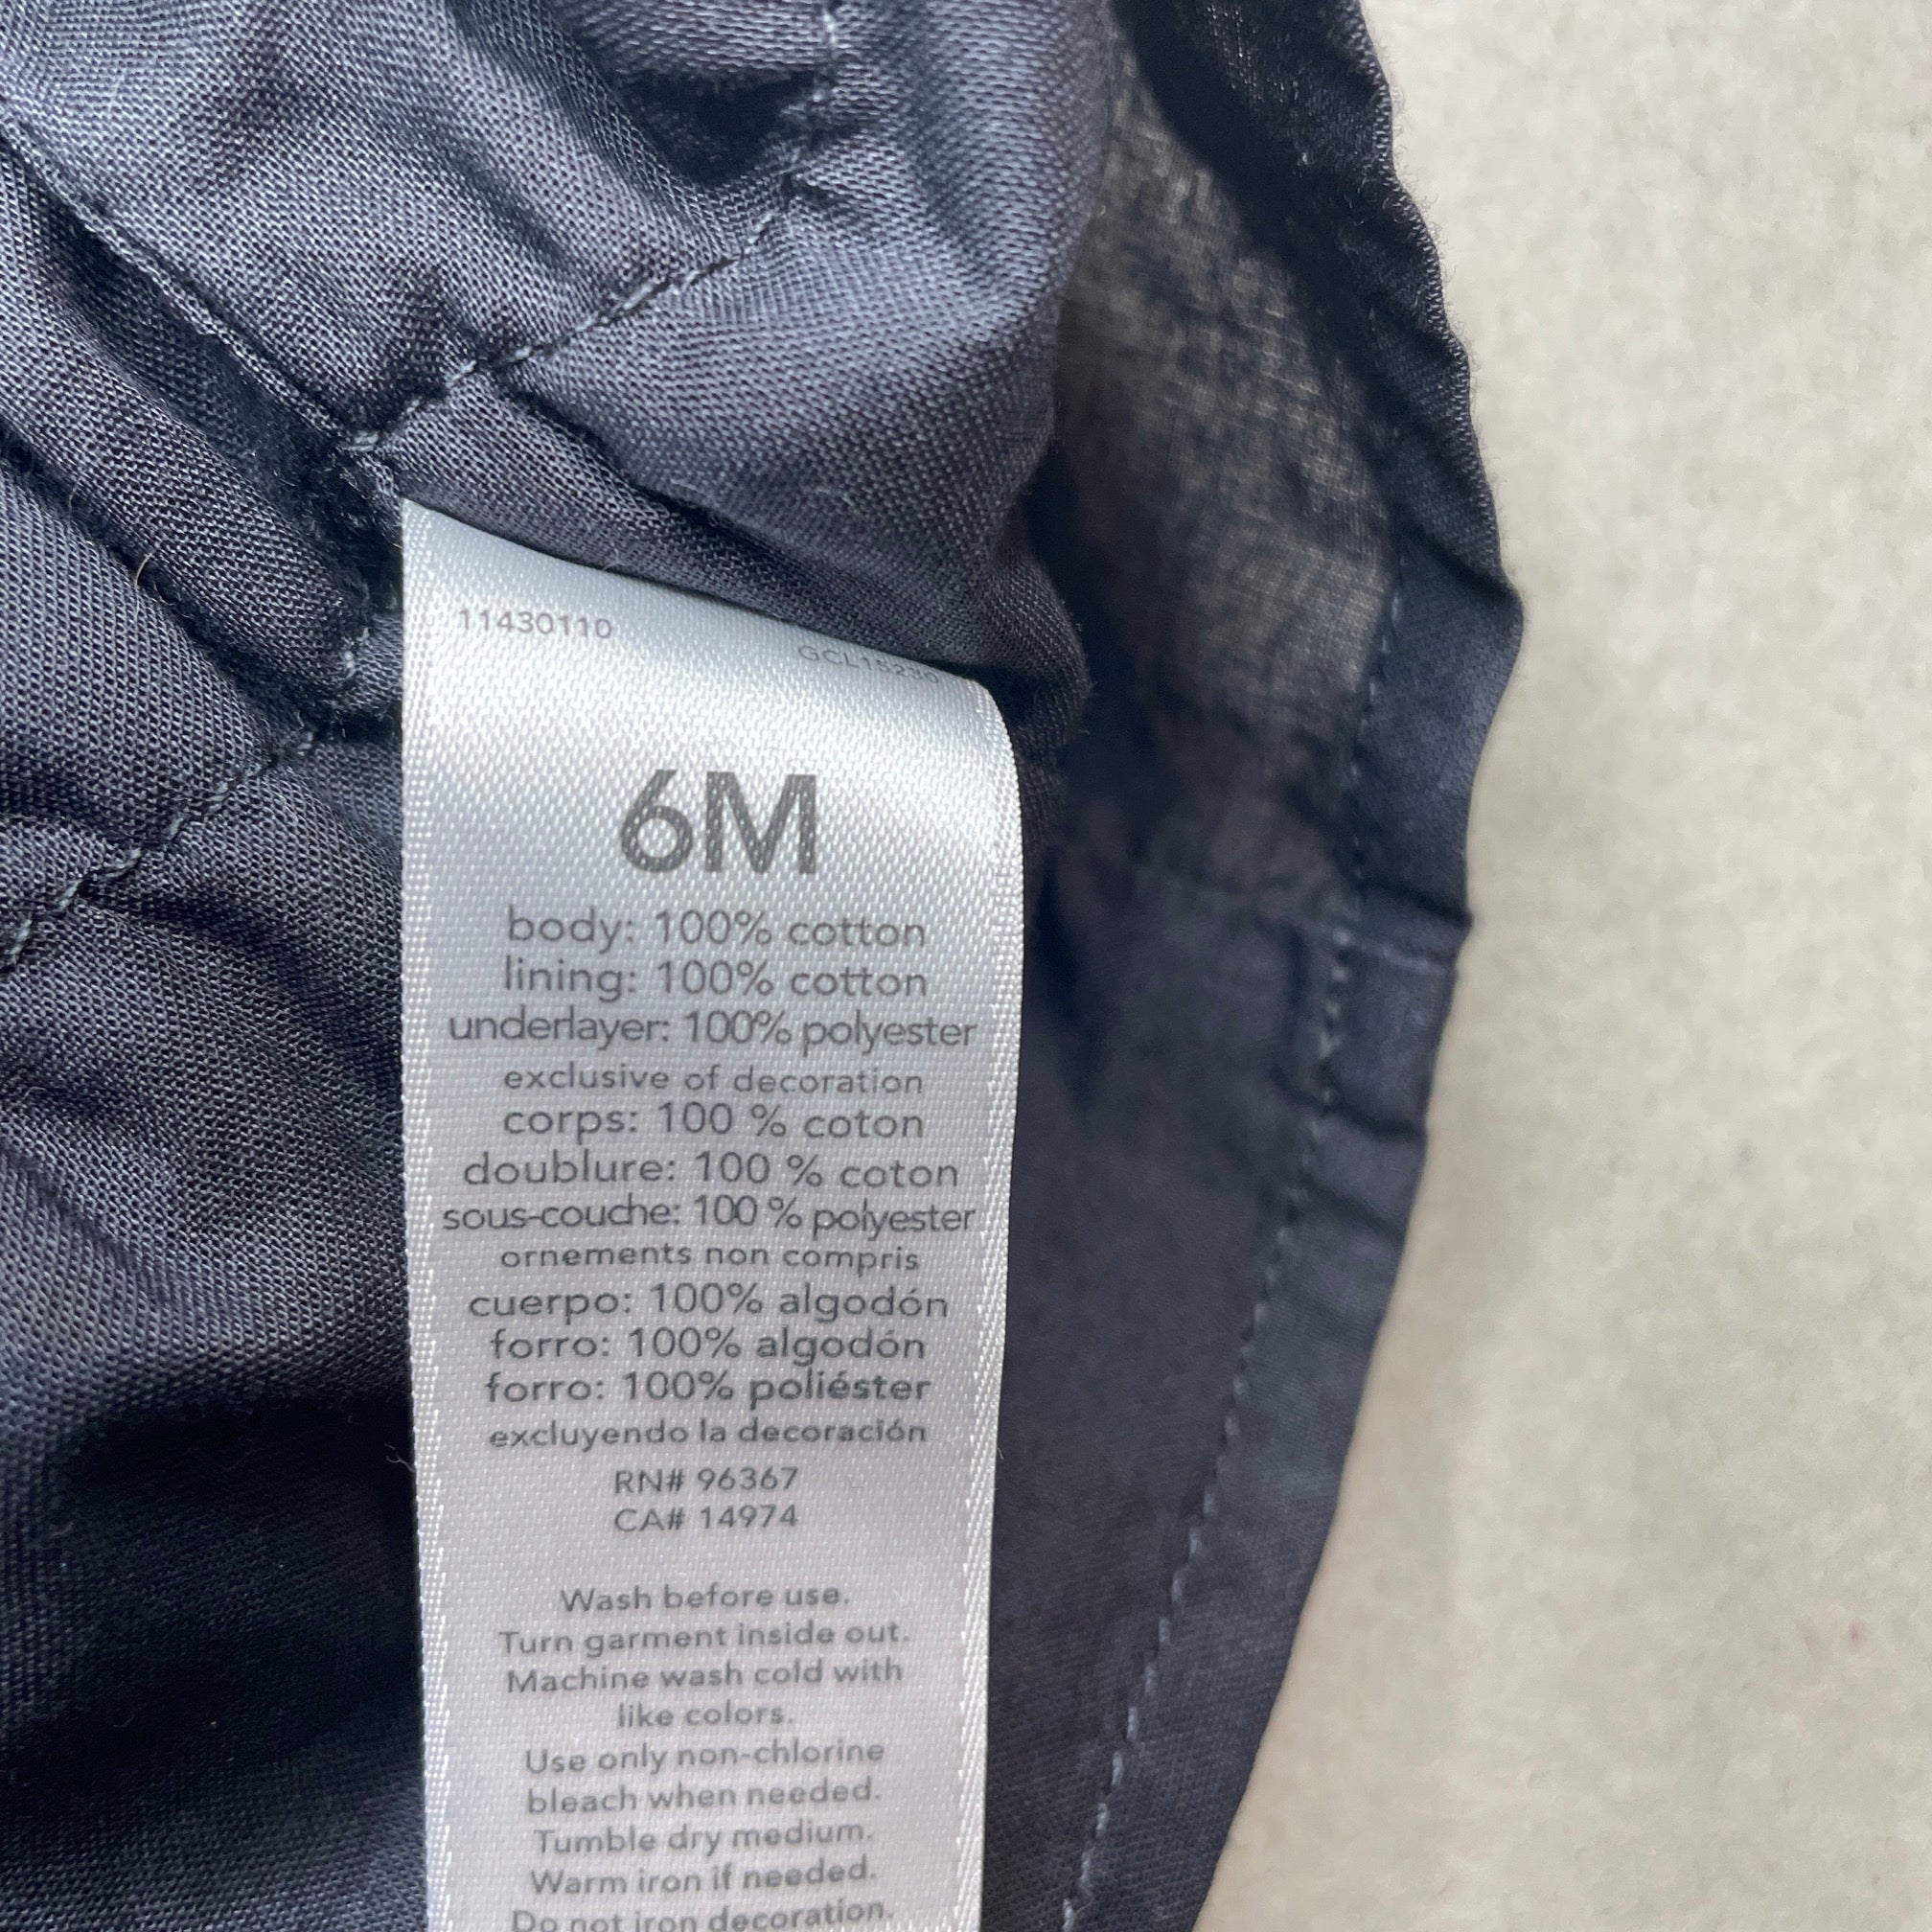 11430110
6M
body: 100% cotton
lining: 100% cotton
underlayer: 100% polyester
exclusive of decoration
corps: 100 % coton
doublure: 100 % coton
sous-couche: 100 % polyester
ornements non compris
cuerpo: 100% algodón
forro: 100% algodón
forro: 100% poliéster
excluyendo la decoración
RN# 96367
CA# 14974
Wash before use.
Turn garment inside out.
Machine wash cold with
like colors.
Use only non-chlorine
bleach when needed.
Tumble dry medium.
Warm iron if needed.
Do not iron decoration.